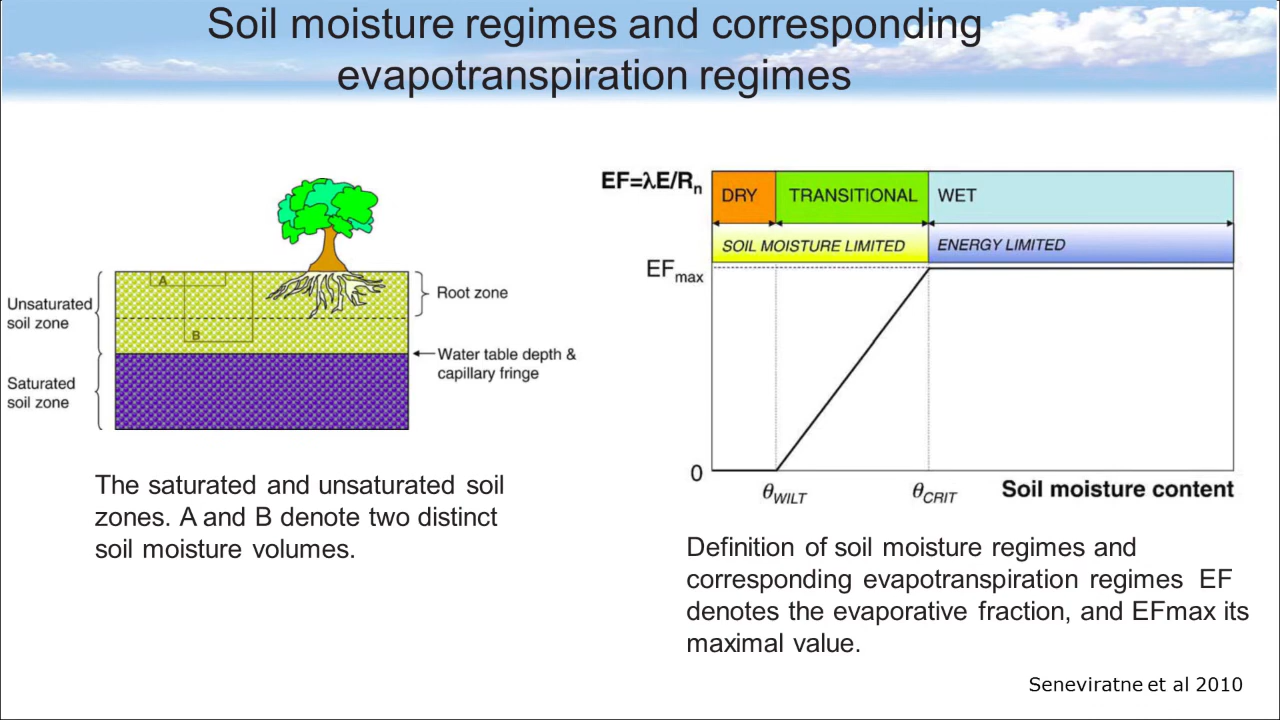 Soil moisture regimes and corresponding
evapotranspiration regimes
A
B
Unsaturated
soil zone
Saturated
soil zone
Root zone
Water table depth &
capillary fringe
The saturated and unsaturated soil
zones. A and B denote two distinct
soil moisture volumes.
EF=λE/Rn
DRY
TRANSITIONAL
WET
SOIL MOISTURE LIMITED
ENERGY LIMITED
EFmax
0
θWILT
θCRIT
Soil moisture content
Definition of soil moisture regimes and
corresponding evapotranspiration regimes EF
denotes the evaporative fraction, and EFmax its
maximal value.
Seneviratne et al 2010